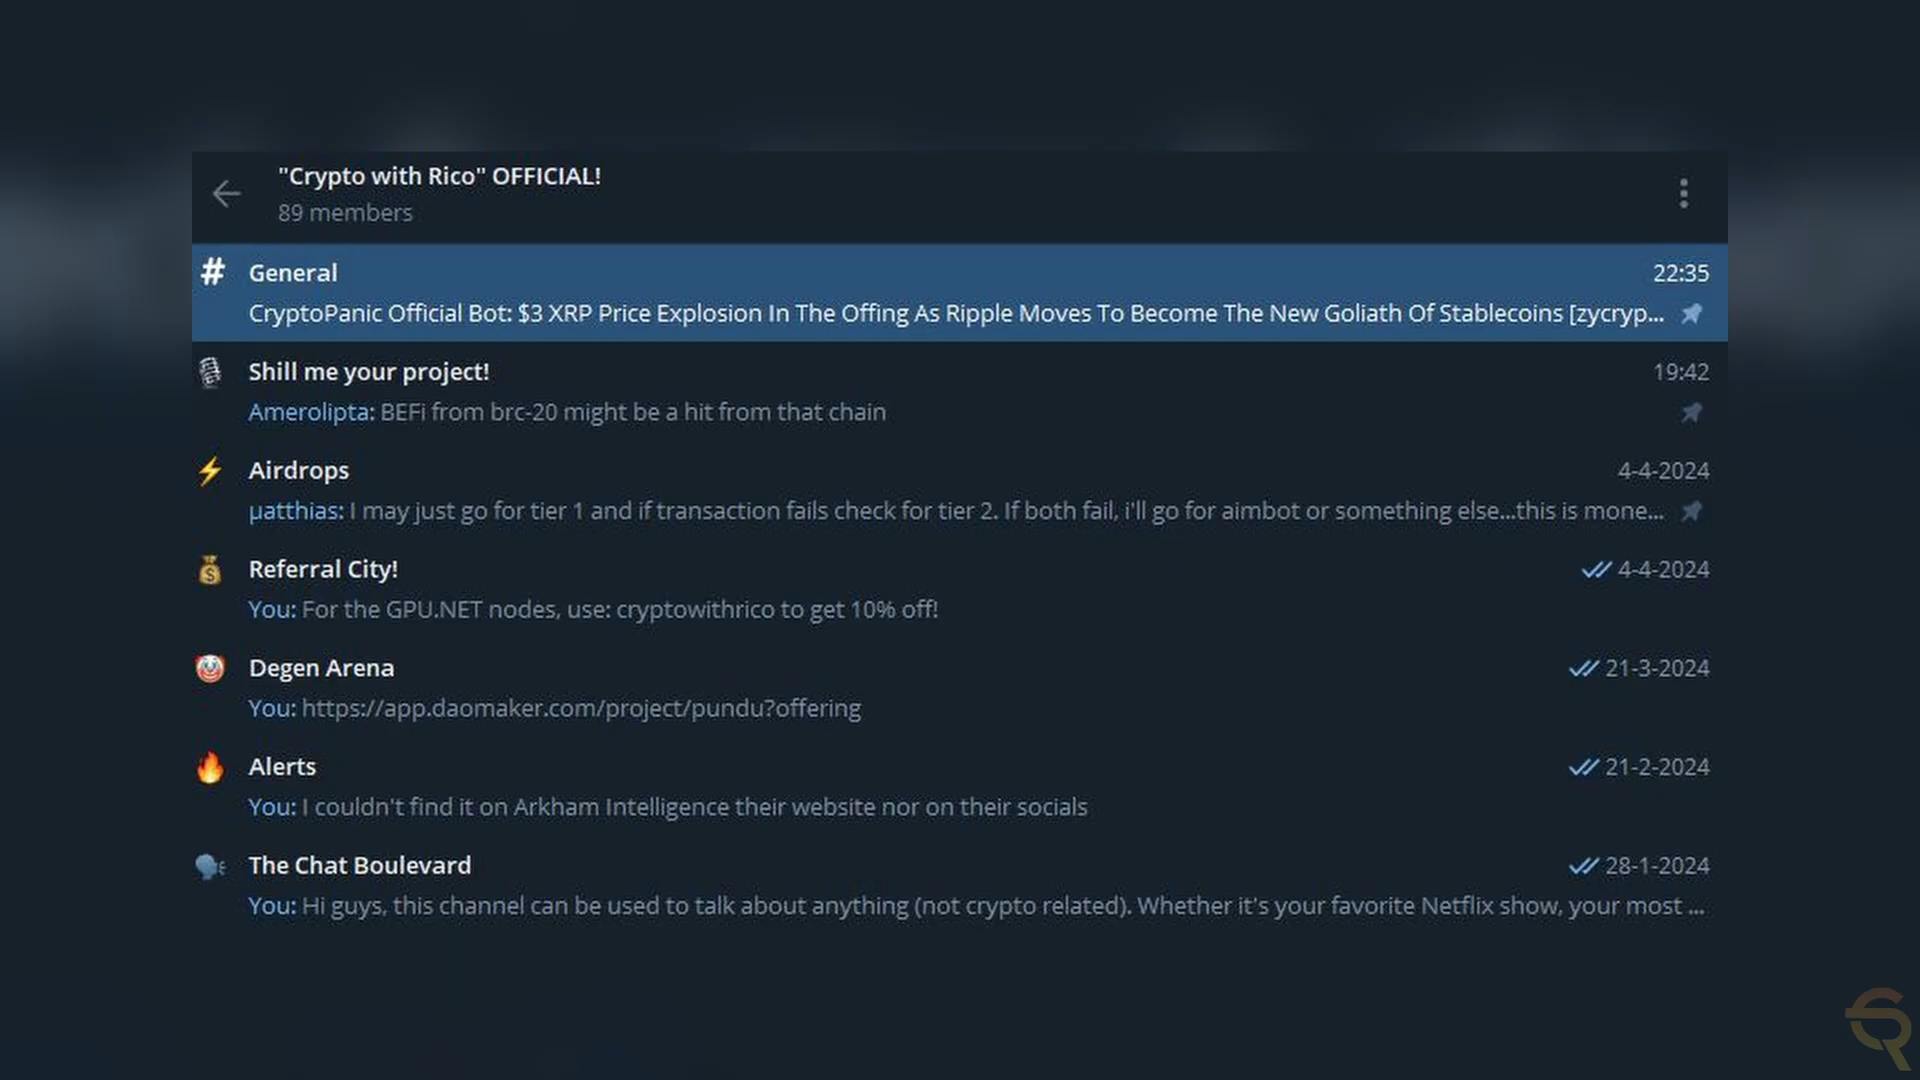 "Crypto with Rico" OFFICIAL!
89 members
# General 22:35
CryptoPanic Official Bot: $3 XRP Price Explosion In The Offing As Ripple Moves To Become The New Goliath Of Stablecoins [zycryp...
Shill me your project! 19:42
Amerolipta: BEFi from brc-20 might be a hit from that chain
Airdrops 4-4-2024
µatthias: I may just go for tier 1 and if transaction fails check for tier 2. If both fail, i'll go for aimbot or something else...this is mone...
Referral City! 4-4-2024
You: For the GPU.NET nodes, use: cryptowithrico to get 10% off!
Degen Arena 21-3-2024
You: https://app.daomaker.com/project/pundu?offering
Alerts 21-2-2024
You: I couldn't find it on Arkham Intelligence their website nor on their socials
The Chat Boulevard 28-1-2024
You: Hi guys, this channel can be used to talk about anything (not crypto related). Whether it's your favorite Netflix show, your most ...